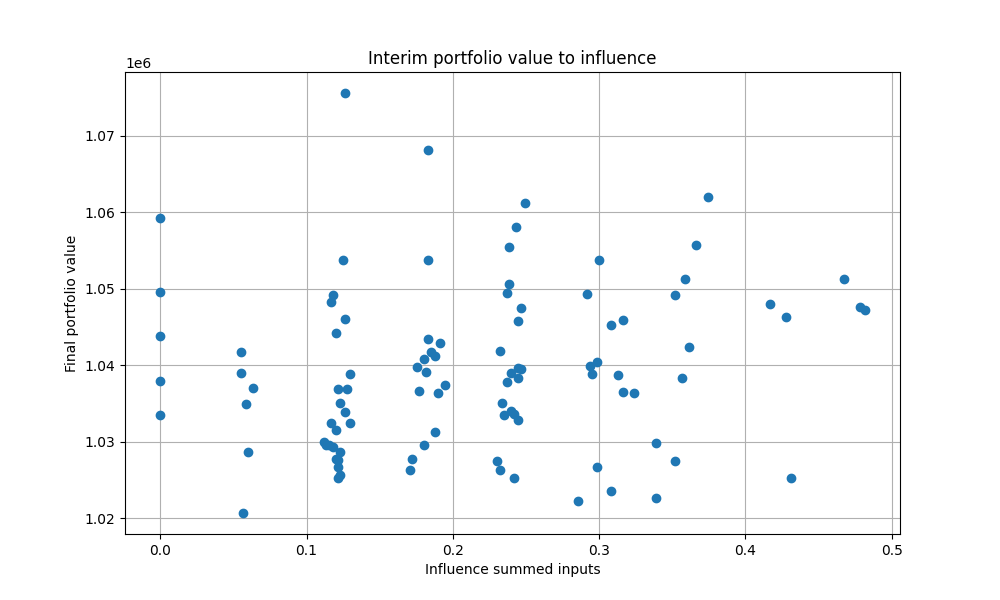 Interim portfolio value to influence
1e6
1.07
1.06
1.05
1.04
1.03
1.02
Final portfolio value
0.0 0.1 0.2 0.3 0.4 0.5
Influence summed inputs